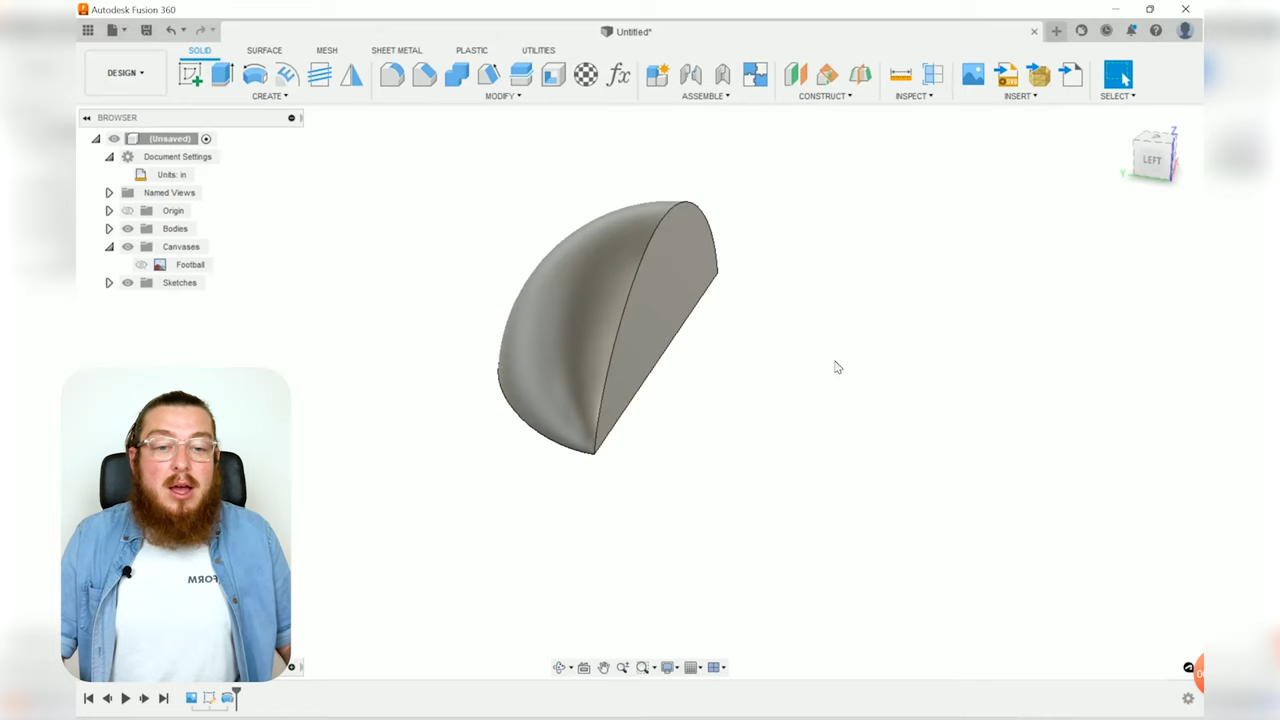 Autodesk Fusion 360
Untitled*
DESIGN
SOLID
SURFACE
MESH
SHEET METAL
PLASTIC
UTILITIES
CREATE
MODIFY
ASSEMBLE
CONSTRUCT
INSPECT
INSERT
SELECT
BROWSER
(Unsaved)
Document Settings
Units: in
Named Views
Origin
Bodies
Canvases
Football
Sketches
Z
LEFT
Y
FORM